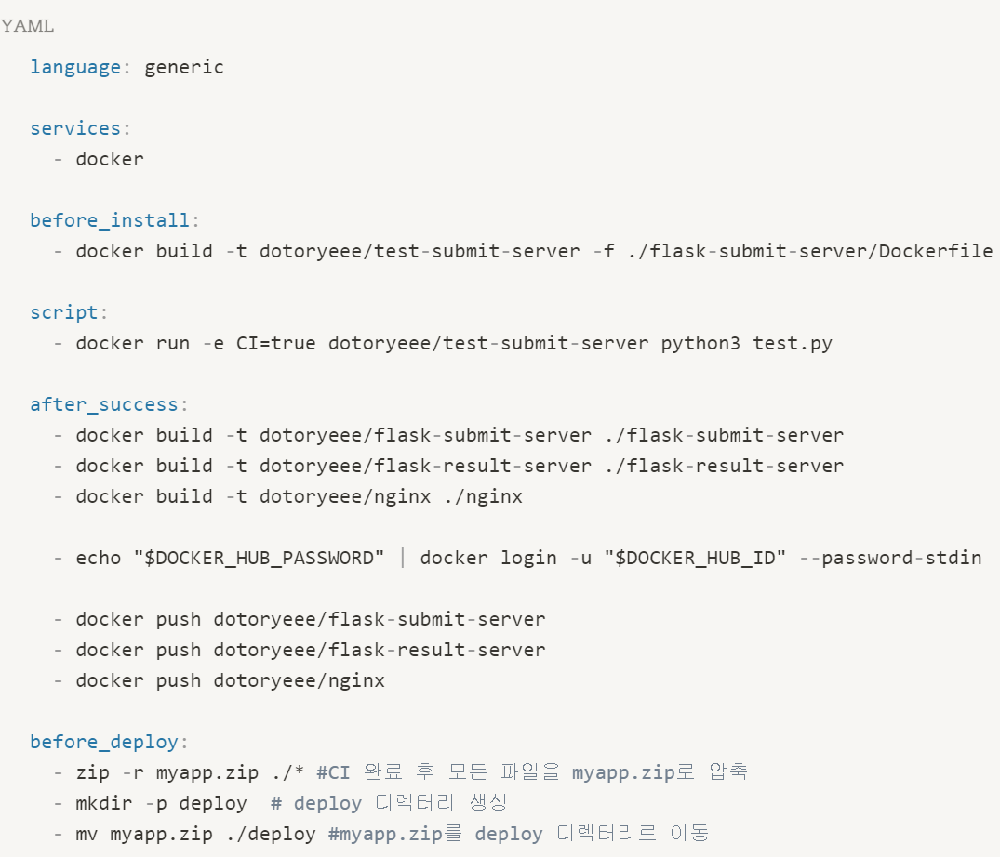 YAML
language: generic
services:
- docker
before_install:
- docker build -t dotoryeee/test-submit-server -f ./flask-submit-server/Dockerfile
script:
- docker run -e CI=true dotoryeee/test-submit-server python3 test.py
after_success:
- docker build -t dotoryeee/flask-submit-server ./flask-submit-server
- docker build -t dotoryeee/flask-result-server ./flask-result-server
- docker build -t dotoryeee/nginx ./nginx
- echo "$DOCKER_HUB_PASSWORD" | docker login -u "$DOCKER_HUB_ID" --password-stdin
- docker push dotoryeee/flask-submit-server
- docker push dotoryeee/flask-result-server
- docker push dotoryeee/nginx
before_deploy:
- zip -r myapp.zip ./* #CI 완료 후 모든 파일을 myapp.zip로 압축
- mkdir -p deploy  # deploy 디렉터리 생성
- mv myapp.zip ./deploy #myapp.zip를 deploy 디렉터리로 이동